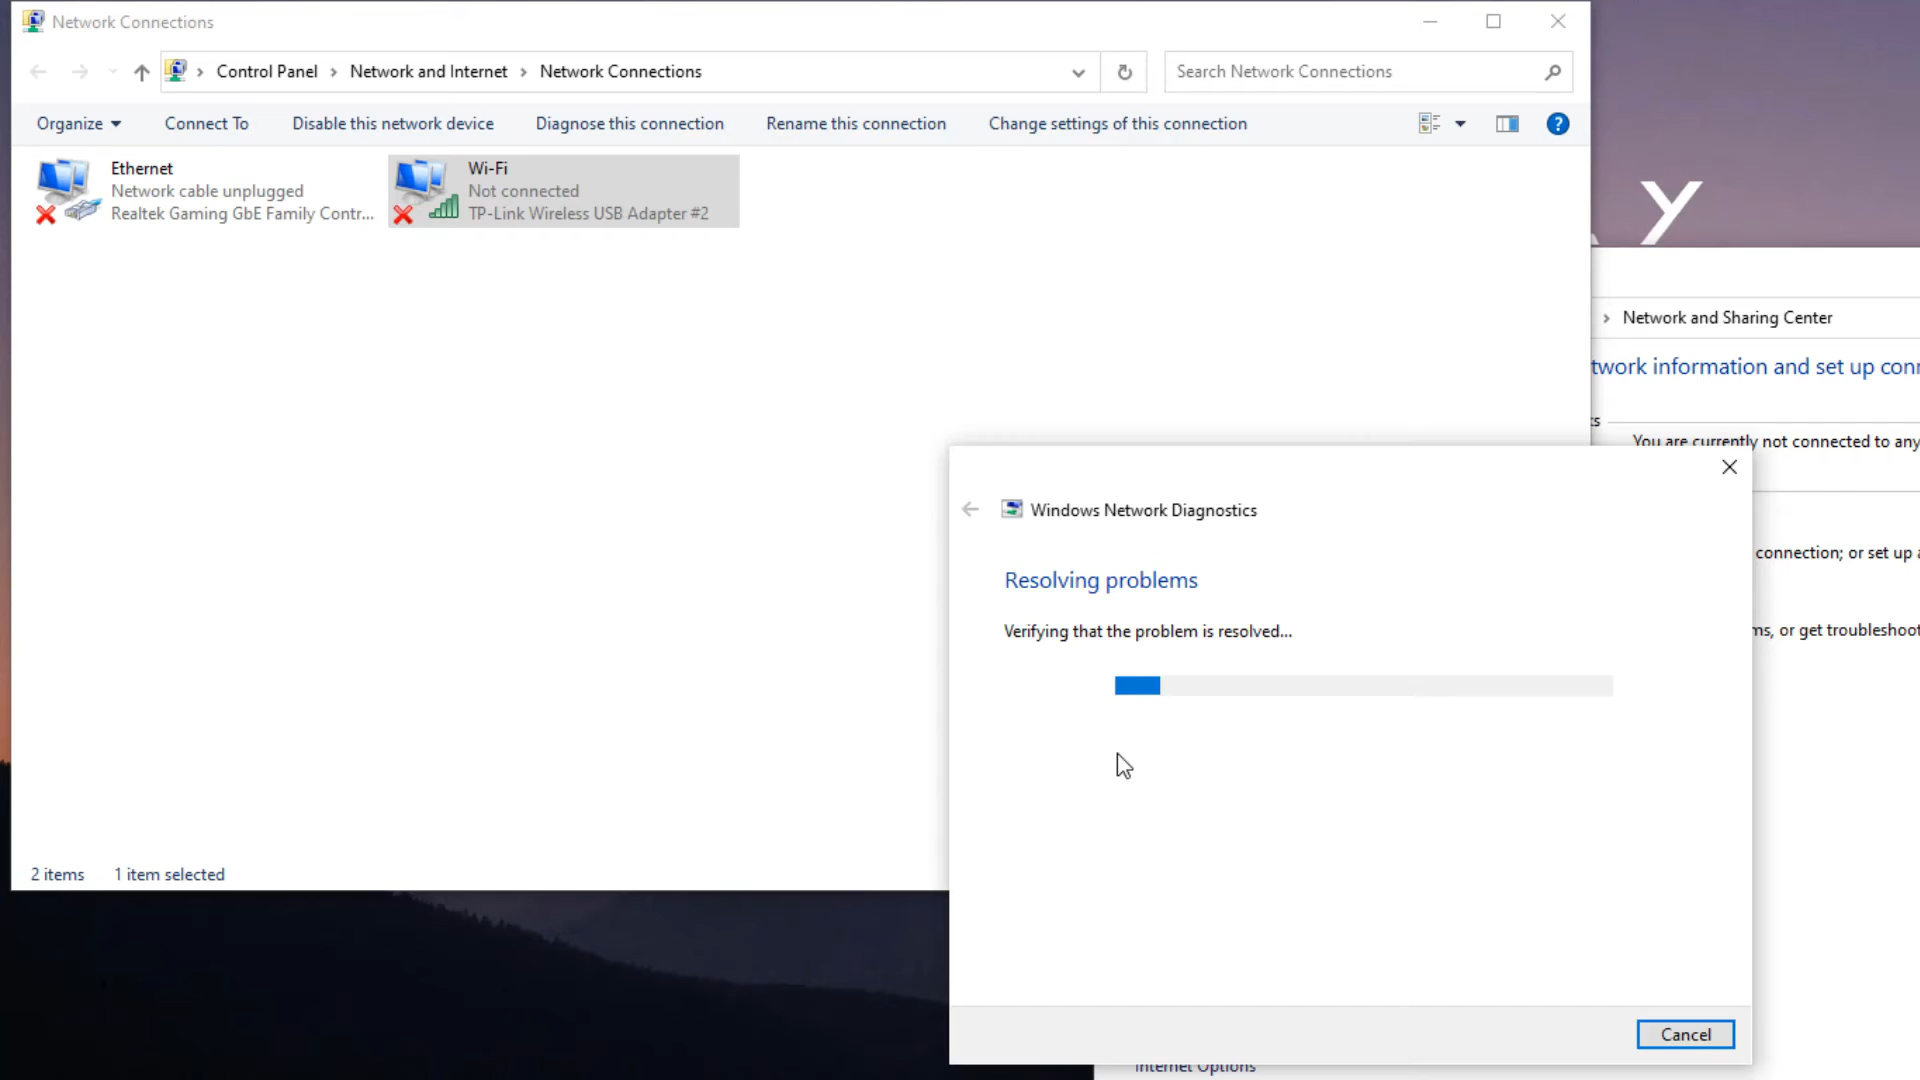 Network Connections
Control Panel > Network and Internet > Network Connections
Search Network Connections
Organize
Connect To
Disable this network device
Diagnose this connection
Rename this connection
Change settings of this connection
?
Ethernet
Network cable unplugged
Realtek Gaming GbE Family Contr...
Wi-Fi
Not connected
TP-Link Wireless USB Adapter #2
Y
> Network and Sharing Center
twork information and set up conn
You are currently not connected to any
Windows Network Diagnostics
Resolving problems
connection; or set up a
Verifying that the problem is resolved...
ms, or get troubleshoot
2 items
1 item selected
Cancel
Internet Options